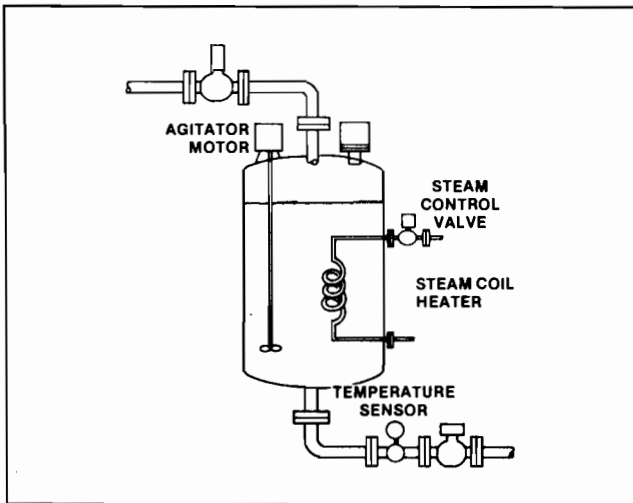 AGITATOR
MOTOR
STEAM
CONTROL
VALVE
STEAM COIL
HEATER
TEMPERATURE
SENSOR